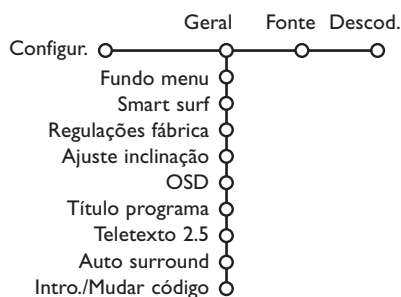 Geral Fonte Descod.
Configur.
Fundo menu
Smart surf
Regulações fábrica
Ajuste inclinação
OSD
Título programa
Teletexto 2.5
Auto surround
Intro./Mudar código